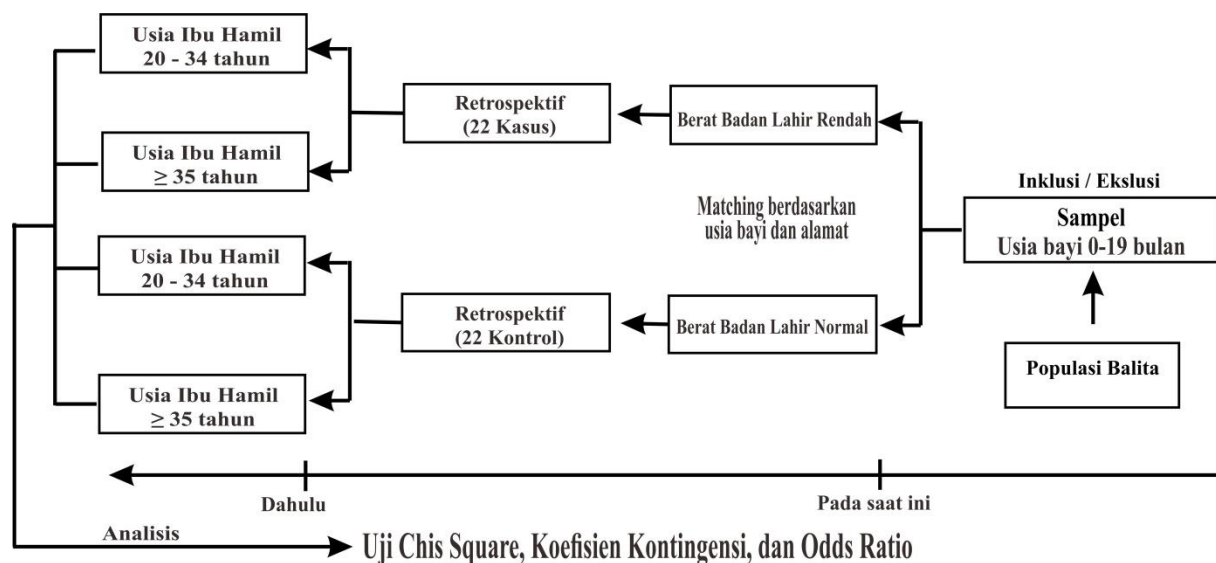 Usia Ibu Hamil
20 - 34 tahun
Usia Ibu Hamil
≥ 35 tahun
Usia Ibu Hamil
20 - 34 tahun
Usia Ibu Hamil
≥ 35 tahun
Retrospektif
(22 Kasus)
Retrospektif
(22 Kontrol)
Berat Badan Lahir Rendah
Matching berdasarkan
usia bayi dan alamat
Berat Badan Lahir Normal
Inklusi / Ekslusi
Sampel
Usia bayi 0-19 bulan
Populasi Balita
Dahulu
Pada saat ini
Analisis
Uji Chis Square, Koefisien Kontingensi, dan Odds Ratio